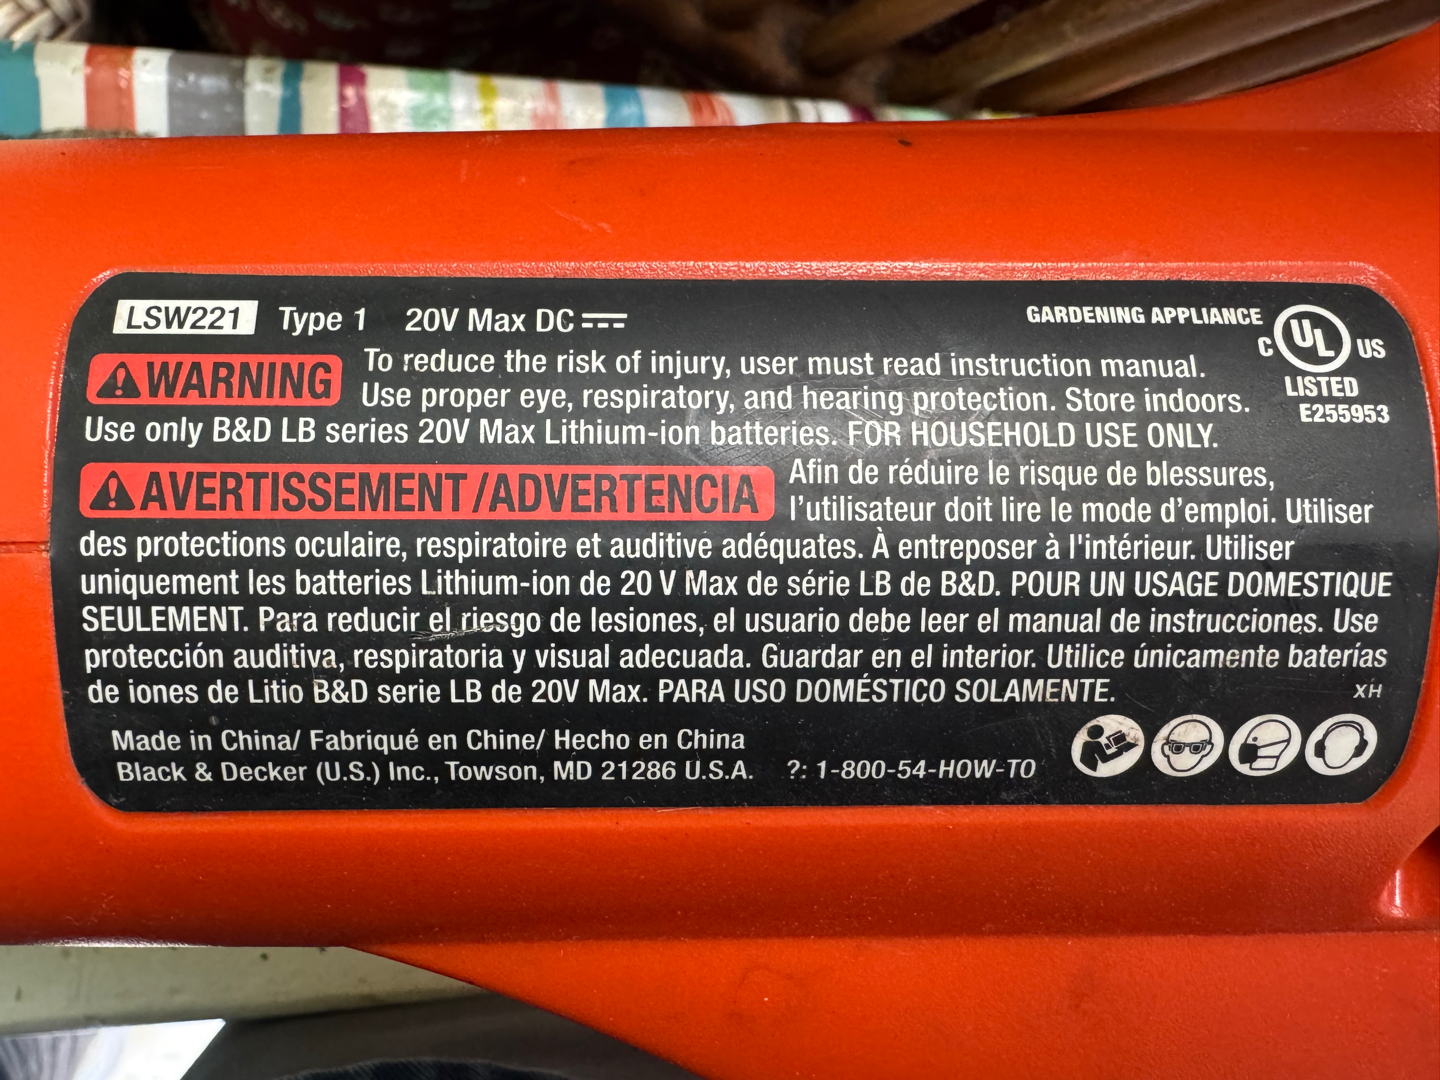 LSW221 Type 1 20V Max DC
GARDENING APPLIANCE
C UL US
LISTED
E255953
WARNING To reduce the risk of injury, user must read instruction manual.
Use proper eye, respiratory, and hearing protection. Store indoors.
Use only B&D LB series 20V Max Lithium-ion batteries. FOR HOUSEHOLD USE ONLY.
AVERTISSEMENT/ADVERTENCIA Afin de réduire le risque de blessures,
l'utilisateur doit lire le mode d'emploi. Utiliser
des protections oculaire, respiratoire et auditive adéquates. À entreposer à l'intérieur. Utiliser
uniquement les batteries Lithium-ion de 20 V Max de série LB de B&D. POUR UN USAGE DOMESTIQUE
SEULEMENT. Para reducir el riesgo de lesiones, el usuario debe leer el manual de instrucciones. Use
protección auditiva, respiratoria y visual adecuada. Guardar en el interior. Utilice únicamente baterías
de iones de Litio B&D serie LB de 20V Max. PARA USO DOMÉSTICO SOLAMENTE.
XH
Made in China/ Fabriqué en Chine/ Hecho en China
Black & Decker (U.S.) Inc., Towson, MD 21286 U.S.A. ?: 1-800-54-HOW-TO